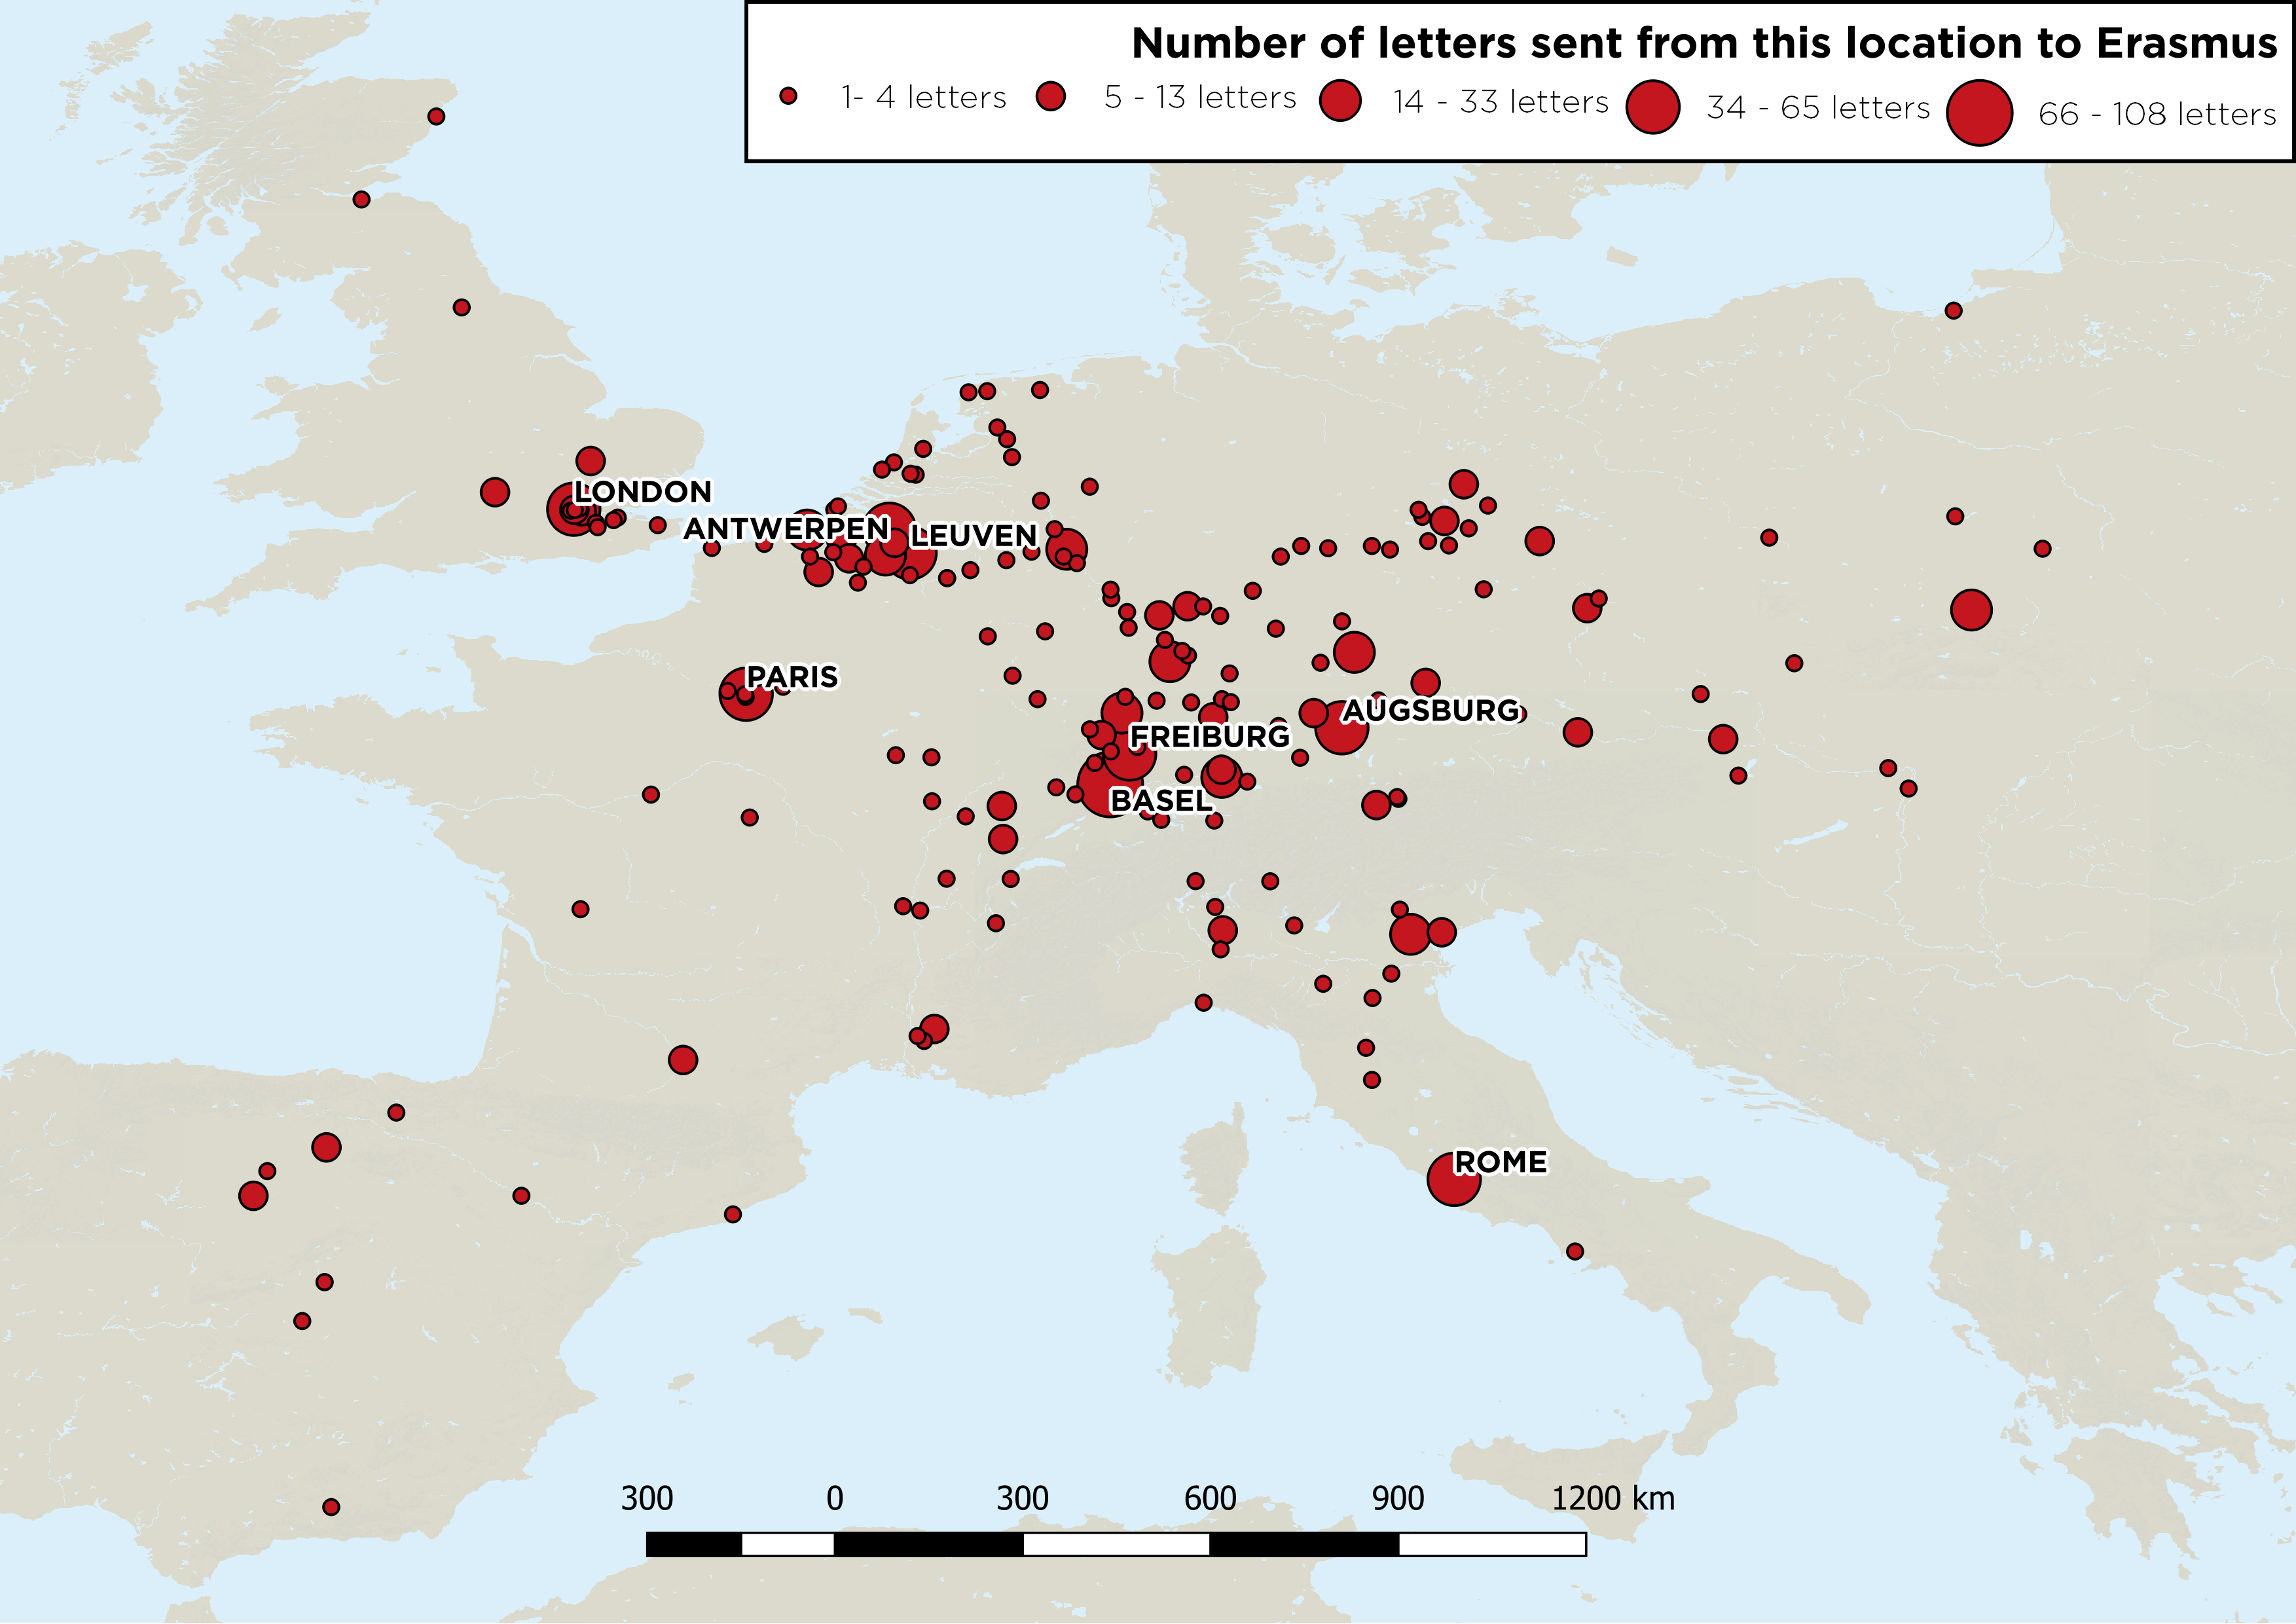 Number of letters sent from this location to Erasmus
1- 4 letters 5 - 13 letters 14 - 33 letters 34 - 65 letters 66 - 108 letters
LONDON
ANTWERPEN LEUVEN
PARIS
AUGSBURG
FREIBURG
BASEL
ROME
300 0 300 600 900 1200 km